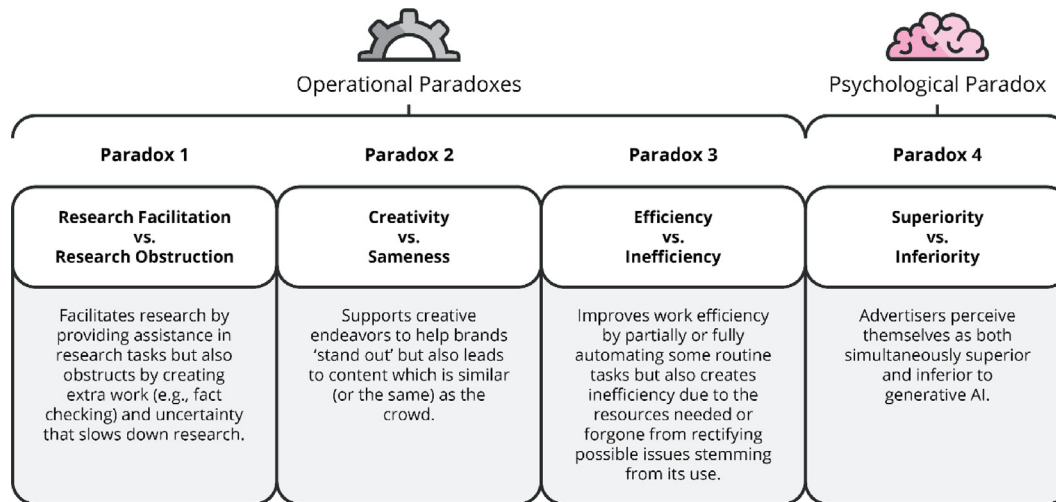 Operational Paradoxes
Psychological Paradox
Paradox 1
Paradox 2
Paradox 3
Paradox 4
Research Facilitation
vs.
Research Obstruction
Creativity
vs.
Sameness
Efficiency
vs.
Inefficiency
Superiority
vs.
Inferiority
Facilitates research by
providing assistance in
research tasks but also
obstructs by creating
extra work (e.g., fact
checking) and uncertainty
that slows down research.
Supports creative
endeavors to help brands
‘stand out’ but also leads
to content which is similar
(or the same) as the
crowd.
Improves work efficiency
by partially or fully
automating some routine
tasks but also creates
inefficiency due to the
resources needed or
forgone from rectifying
possible issues stemming
from its use.
Advertisers perceive
themselves as both
simultaneously superior
and inferior to
generative AI.